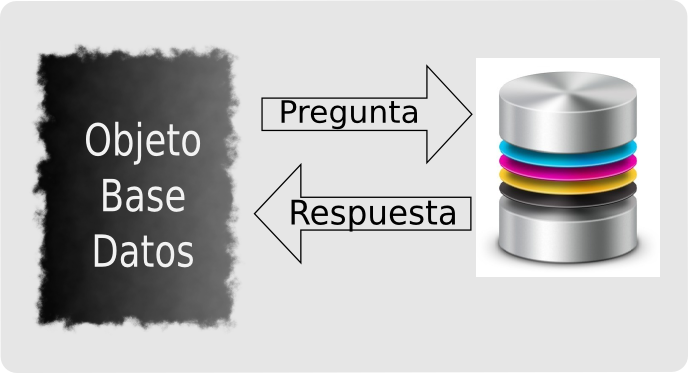 Objeto
Base
Datos
Pregunta
Respuesta